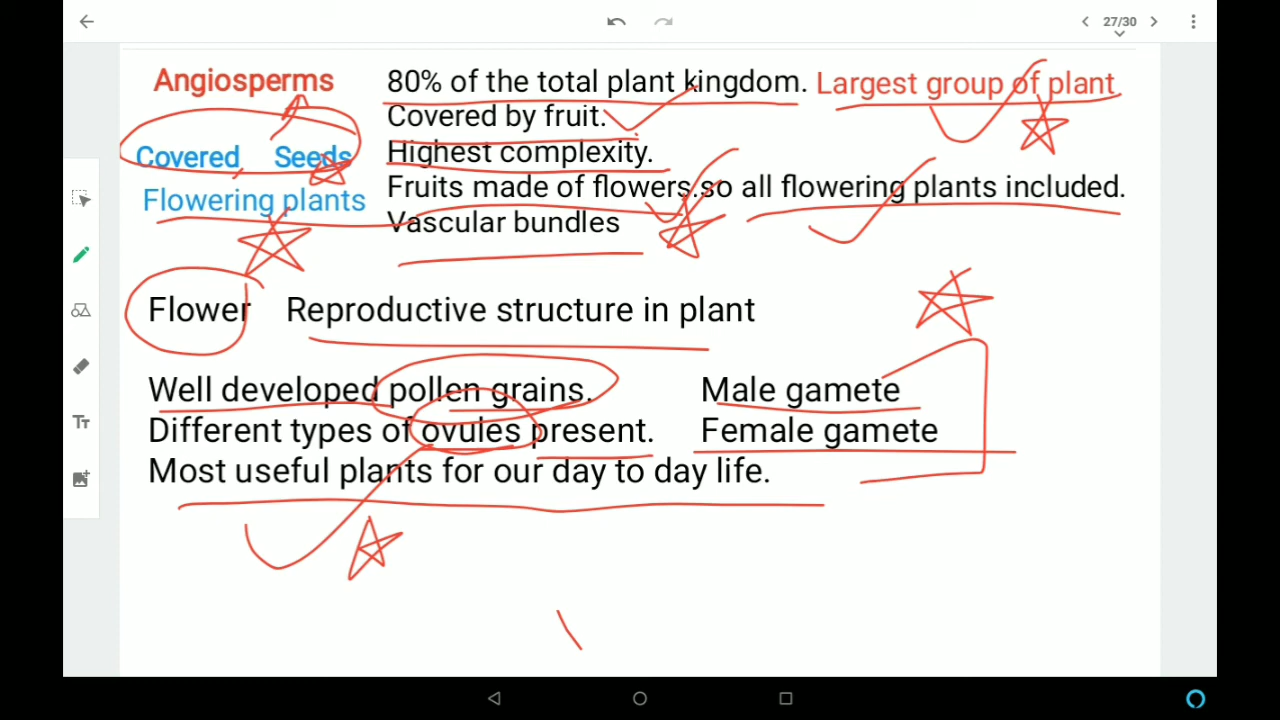 27/30
Angiosperms 80% of the total plant kingdom. Largest group of plant
Covered by fruit.
Covered Seeds Highest complexity.
Flowering plants Fruits made of flowers.so all flowering plants included.
Vascular bundles
Flower Reproductive structure in plant
Well developed pollen grains. Male gamete
Different types of ovules present. Female gamete
Most useful plants for our day to day life.
Tт